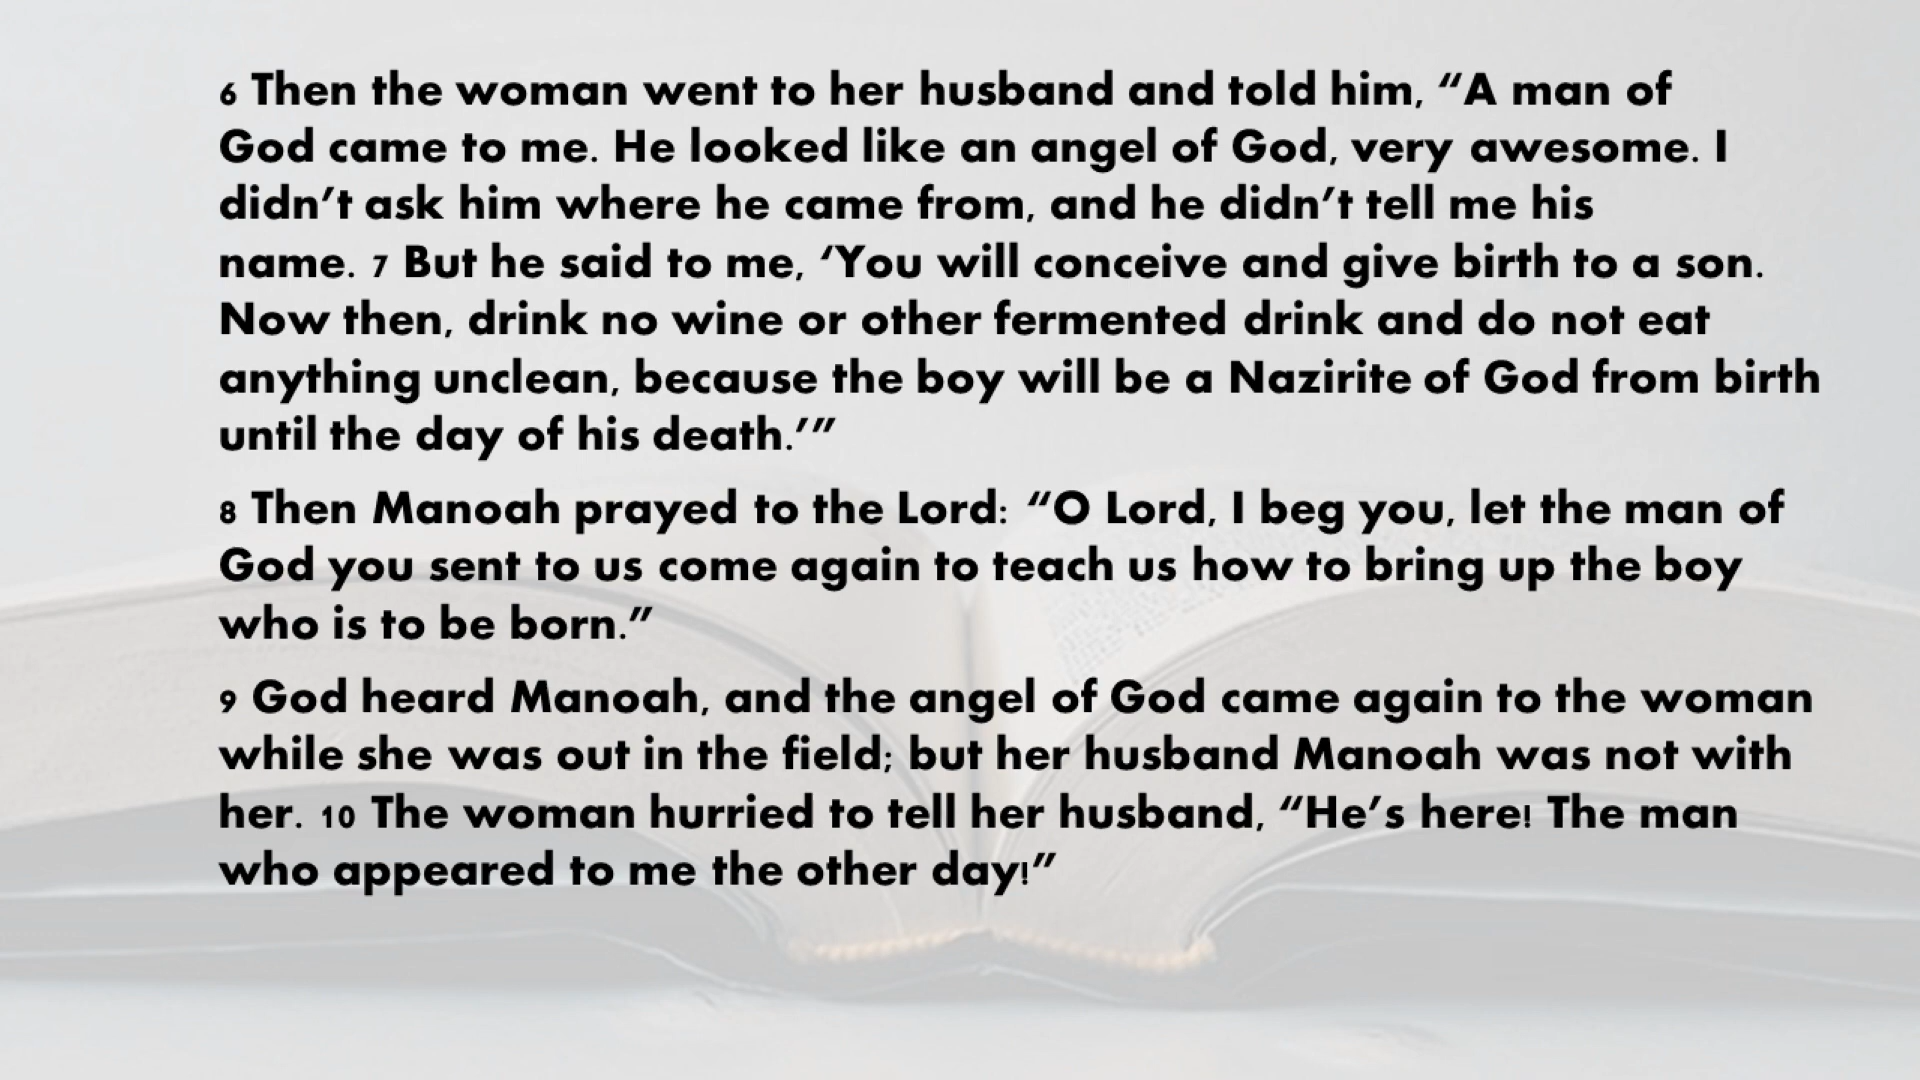 6 Then the woman went to her husband and told him, “A man of
God came to me. He looked like an angel of God, very awesome. I
didn’t ask him where he came from, and he didn’t tell me his
name. 7 But he said to me, ‘You will conceive and give birth to a son.
Now then, drink no wine or other fermented drink and do not eat
anything unclean, because the boy will be a Nazirite of God from birth
until the day of his death.’”
8 Then Manoah prayed to the Lord: “O Lord, I beg you, let the man of
God you sent to us come again to teach us how to bring up the boy
who is to be born.”
9 God heard Manoah, and the angel of God came again to the woman
while she was out in the field; but her husband Manoah was not with
her. 10 The woman hurried to tell her husband, “He’s here! The man
who appeared to me the other day!”